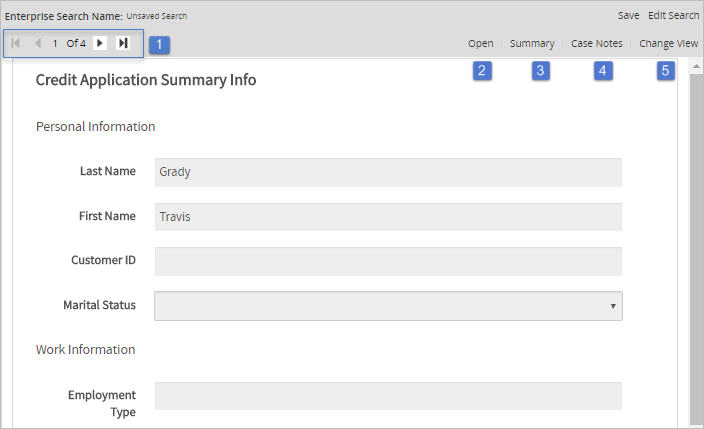 Enterprise Search Name: Unsaved Search Save Edit Search
1 Of 4 1 Open Summary Case Notes Change View
2 3 4 5
Credit Application Summary Info
Personal Information
Last Name Grady
First Name Travis
Customer ID
Marital Status
Work Information
Employment
Type